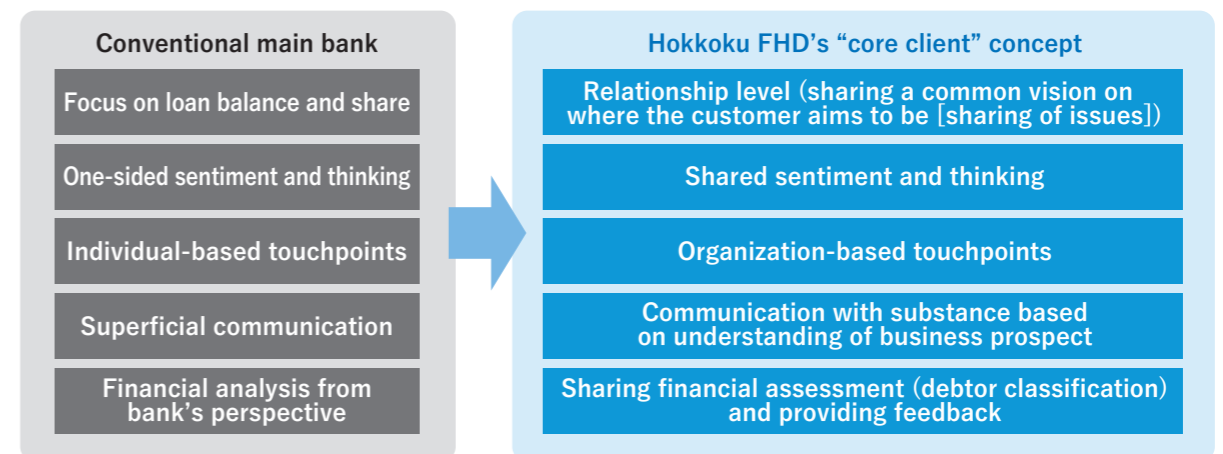 Conventional main bank
Focus on loan balance and share
One-sided sentiment and thinking
Individual-based touchpoints
Superficial communication
Financial analysis from
bank’s perspective
Hokkoku FHD’s “core client” concept
Relationship level (sharing a common vision on
where the customer aims to be [sharing of issues])
Shared sentiment and thinking
Organization-based touchpoints
Communication with substance based
on understanding of business prospect
Sharing financial assessment (debtor classification)
and providing feedback